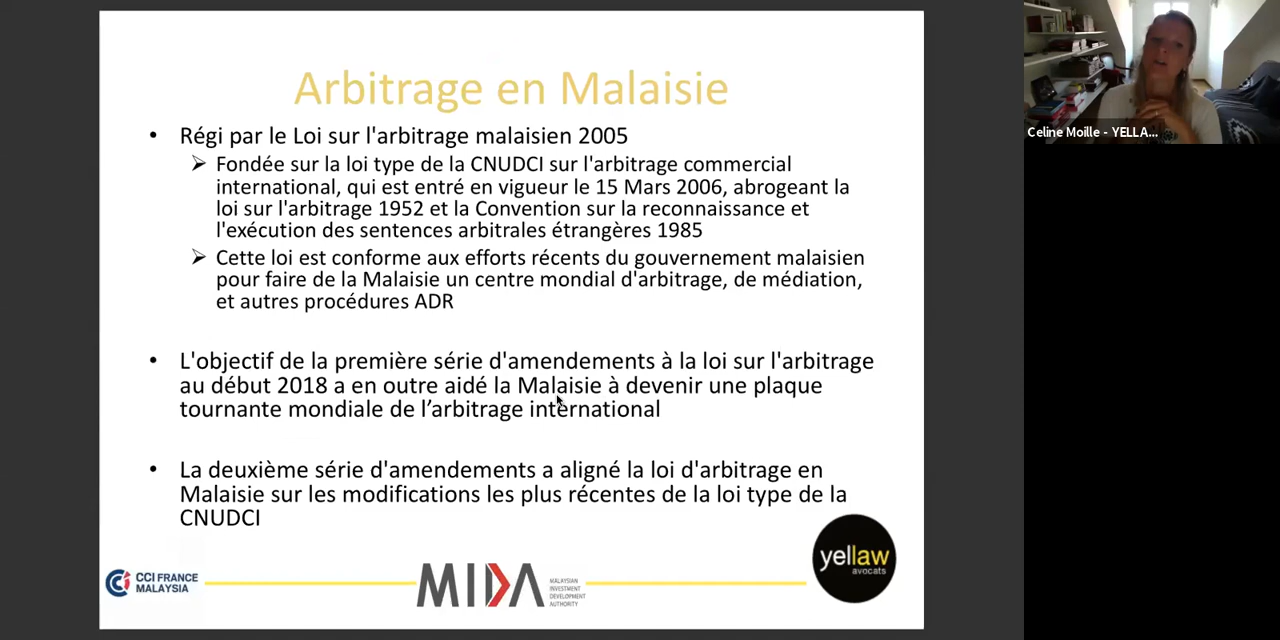 Arbitrage en Malaisie
• Régi par le Loi sur l'arbitrage malaisien 2005
➢ Fondée sur la loi type de la CNUDCI sur l'arbitrage commercial
international, qui est entré en vigueur le 15 Mars 2006, abrogeant la
loi sur l'arbitrage 1952 et la Convention sur la reconnaissance et
l'exécution des sentences arbitrales étrangères 1985
➢ Cette loi est conforme aux efforts récents du gouvernement malaisien
pour faire de la Malaisie un centre mondial d'arbitrage, de médiation,
et autres procédures ADR
• L'objectif de la première série d'amendements à la loi sur l'arbitrage
au début 2018 a en outre aidé la Malaisie à devenir une plaque
tournante mondiale de l’arbitrage international
• La deuxième série d'amendements a aligné la loi d'arbitrage en
Malaisie sur les modifications les plus récentes de la loi type de la
CNUDCI
CCI FRANCE
MALAYSIA
MIDA
MALAYSIAN
INVESTMENT
DEVELOPMENT
AUTHORITY
yellaw
avocats
Celine Moille - YELLA...